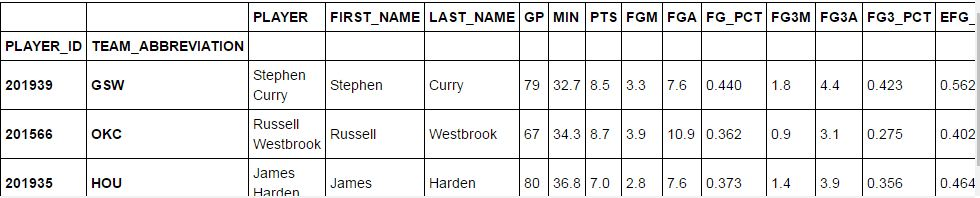 PLAYER FIRST_NAME LAST_NAME GP MIN PTS FGM FGA FG_PCT FG3M FG3A FG3_PCT EFG_
PLAYER_ID TEAM_ABBREVIATION
201939 GSW Stephen Curry Stephen Curry 79 32.7 8.5 3.3 7.6 0.440 1.8 4.4 0.423 0.562
201566 OKC Russell Westbrook Russell Westbrook 67 34.3 8.7 3.9 10.9 0.362 0.9 3.1 0.275 0.402
201935 HOU James Harden James Harden 80 36.8 7.0 2.8 7.6 0.373 1.4 3.9 0.356 0.464